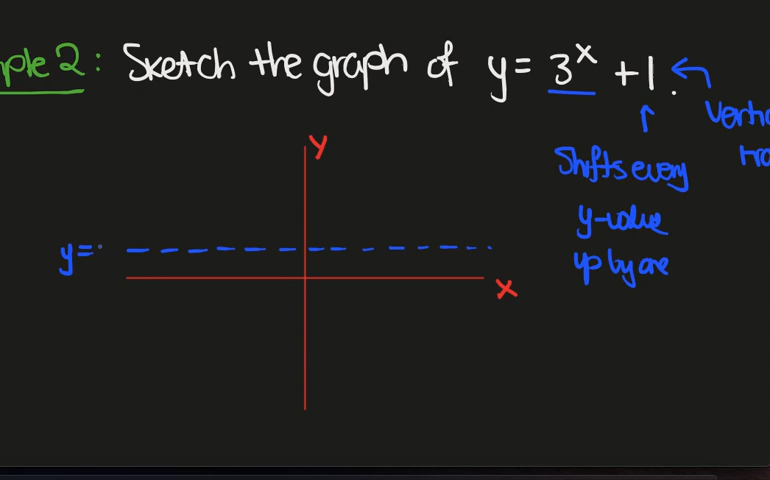 ple 2: Sketch the graph of y = 3^x + 1.
Shifts every
y-value
up by one
y
y =
x